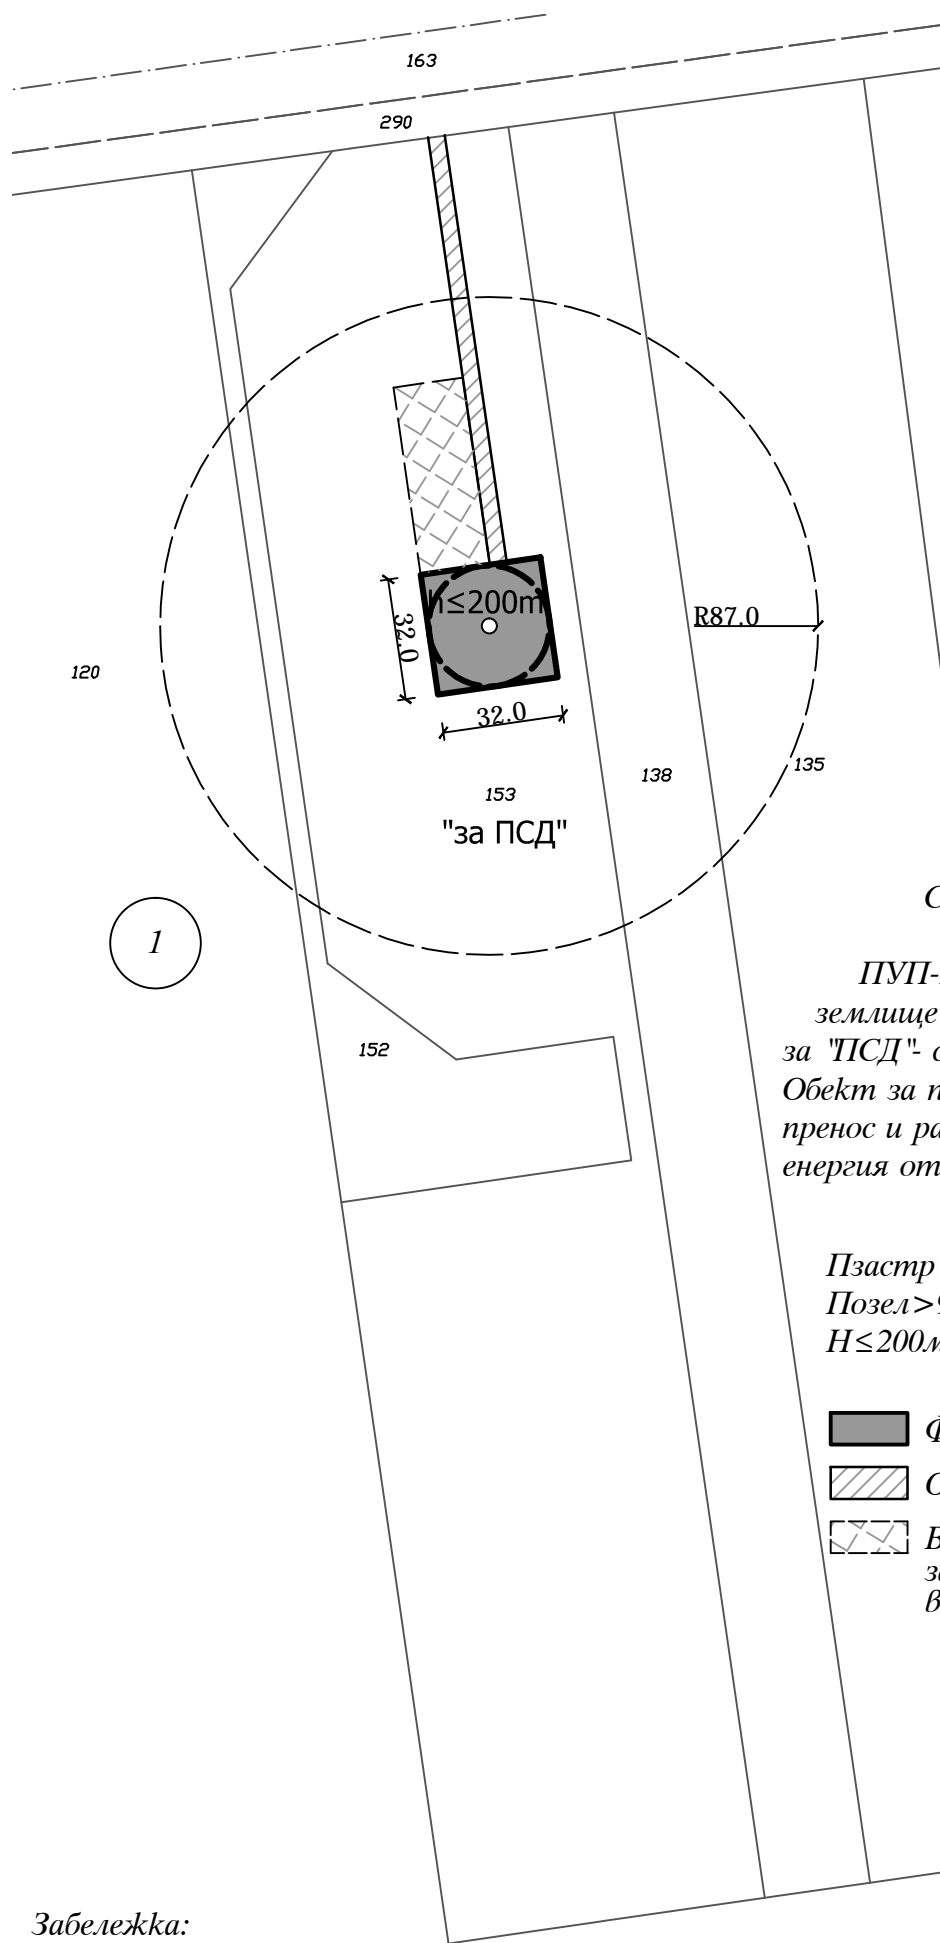 163
290
h≤200m
32.0
R87.0
120
32.0
135
138
153
"за ПСД"
1
ПУП-
землище
за "ПСД"-
152
Обект за
пренос и
енергия от
Пзастр
Позел>
H≤200м
Забележка: